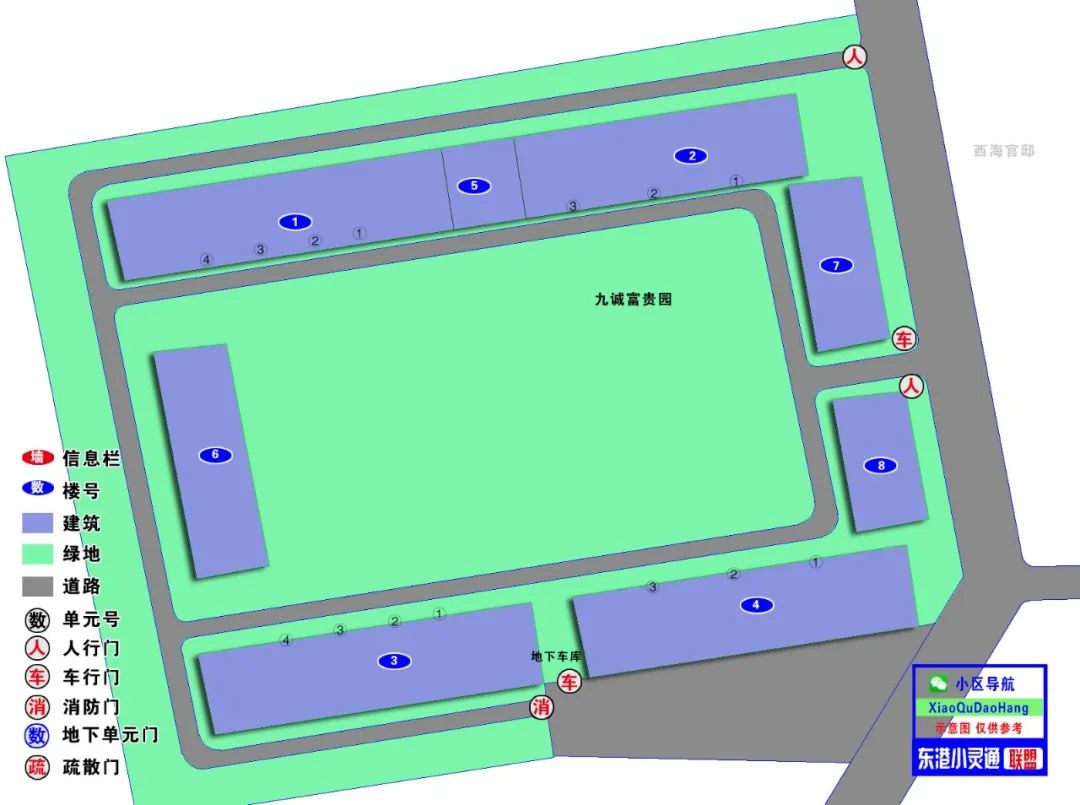 人
西海官邸
2
5
1
①
②
③
④
③
②
①
7
九诚富贵园
车
人
6
8
墙 信息栏
数 楼号
建筑
绿地
道路
数 单元号
人 人行门
车 车行门
消 消防门
数 地下单元门
疏 疏散门
④
③
②
①
3
③
②
①
4
地下车库
车
消
小区导航
XiaoQuDaoHang
示意图 仅供参考
东港小灵通 联盟